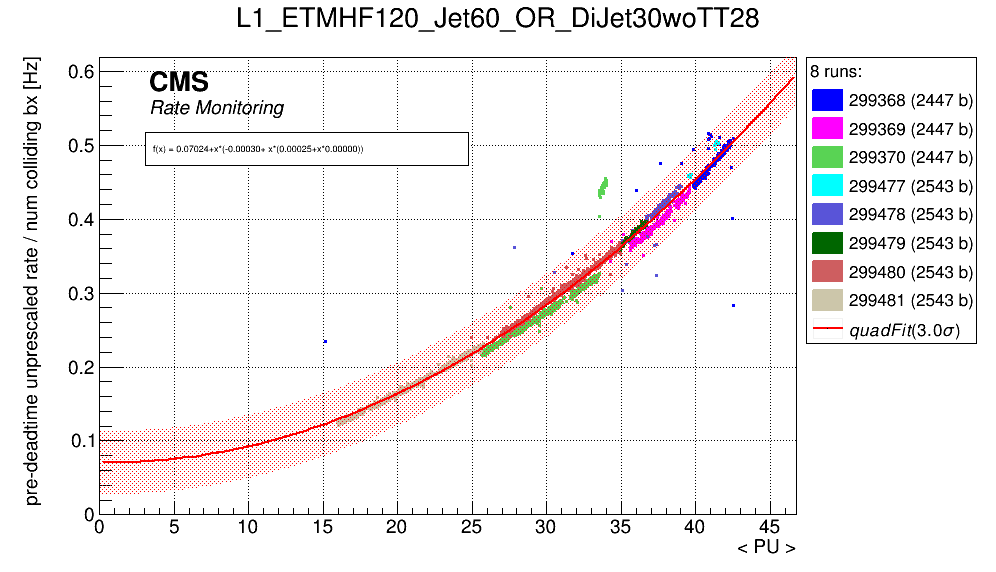 L1_ETMHF120_Jet60_OR_DiJet30woTT28
pre-deadtime unprescaled rate / num colliding bx [Hz]
0.6
0.5
0.4
0.3
0.2
0.1
0
CMS
Rate Monitoring
f(x) = 0.07024+x*(-0.00030+ x*(0.00025+x*0.00000))
0 5 10 15 20 25 30 35 40 45
< PU >
8 runs:
299368 (2447 b)
299369 (2447 b)
299370 (2447 b)
299477 (2543 b)
299478 (2543 b)
299479 (2543 b)
299480 (2543 b)
299481 (2543 b)
quadFit(3.0σ)